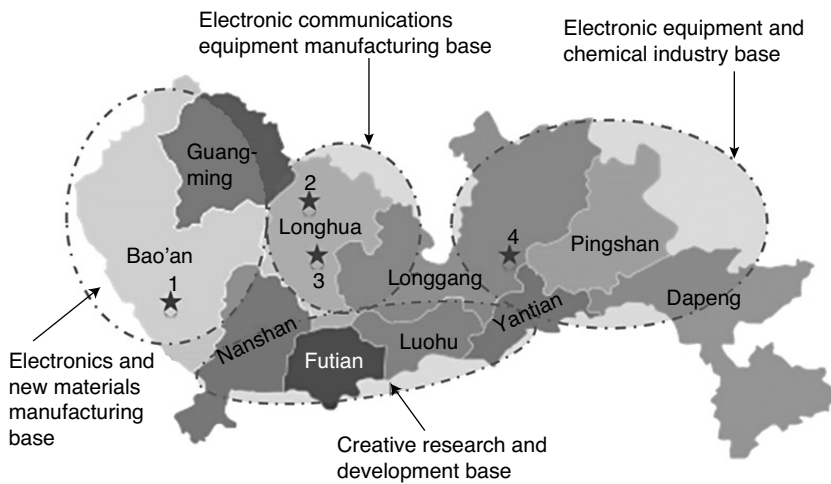 Electronic communications
equipment manufacturing base
Electronic equipment and
chemical industry base
Guang-
ming
2
Longhua
3
Bao’an
1
4
Pingshan
Longgang
Dapeng
Yantian
Nanshan
Luohu
Futian
Electronics and
new materials
manufacturing
base
Creative research and
development base